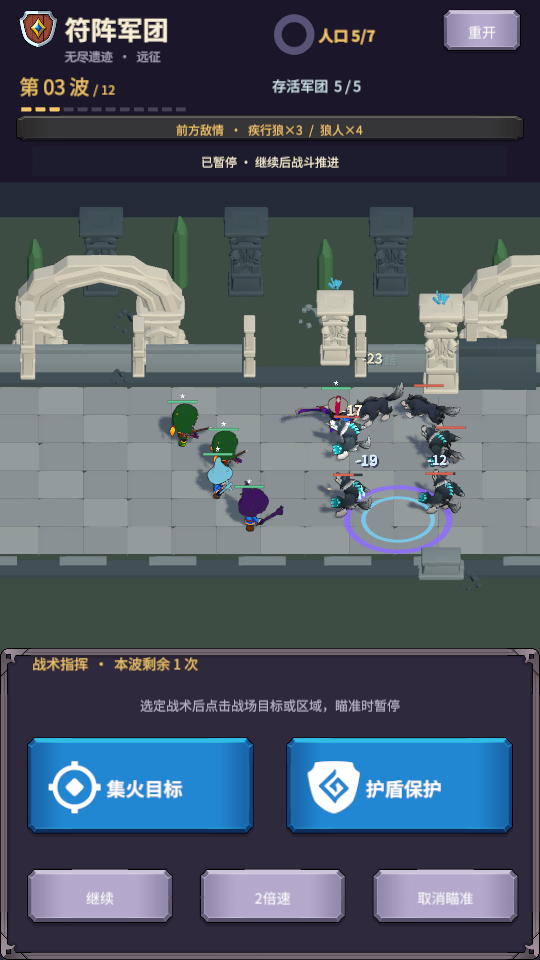 符阵军团
无尽遗迹 · 远征
人口 5/7
重开
第 03 波 / 12
存活军团 5 / 5
前方敌情 · 疾行狼×3 / 狼人×4
已暂停 · 继续后战斗推进
-23
-17
-19
-12
战术指挥 · 本波剩余 1 次
选定战术后点击战场目标或区域，瞄准时暂停
集火目标
护盾保护
继续
2倍速
取消瞄准